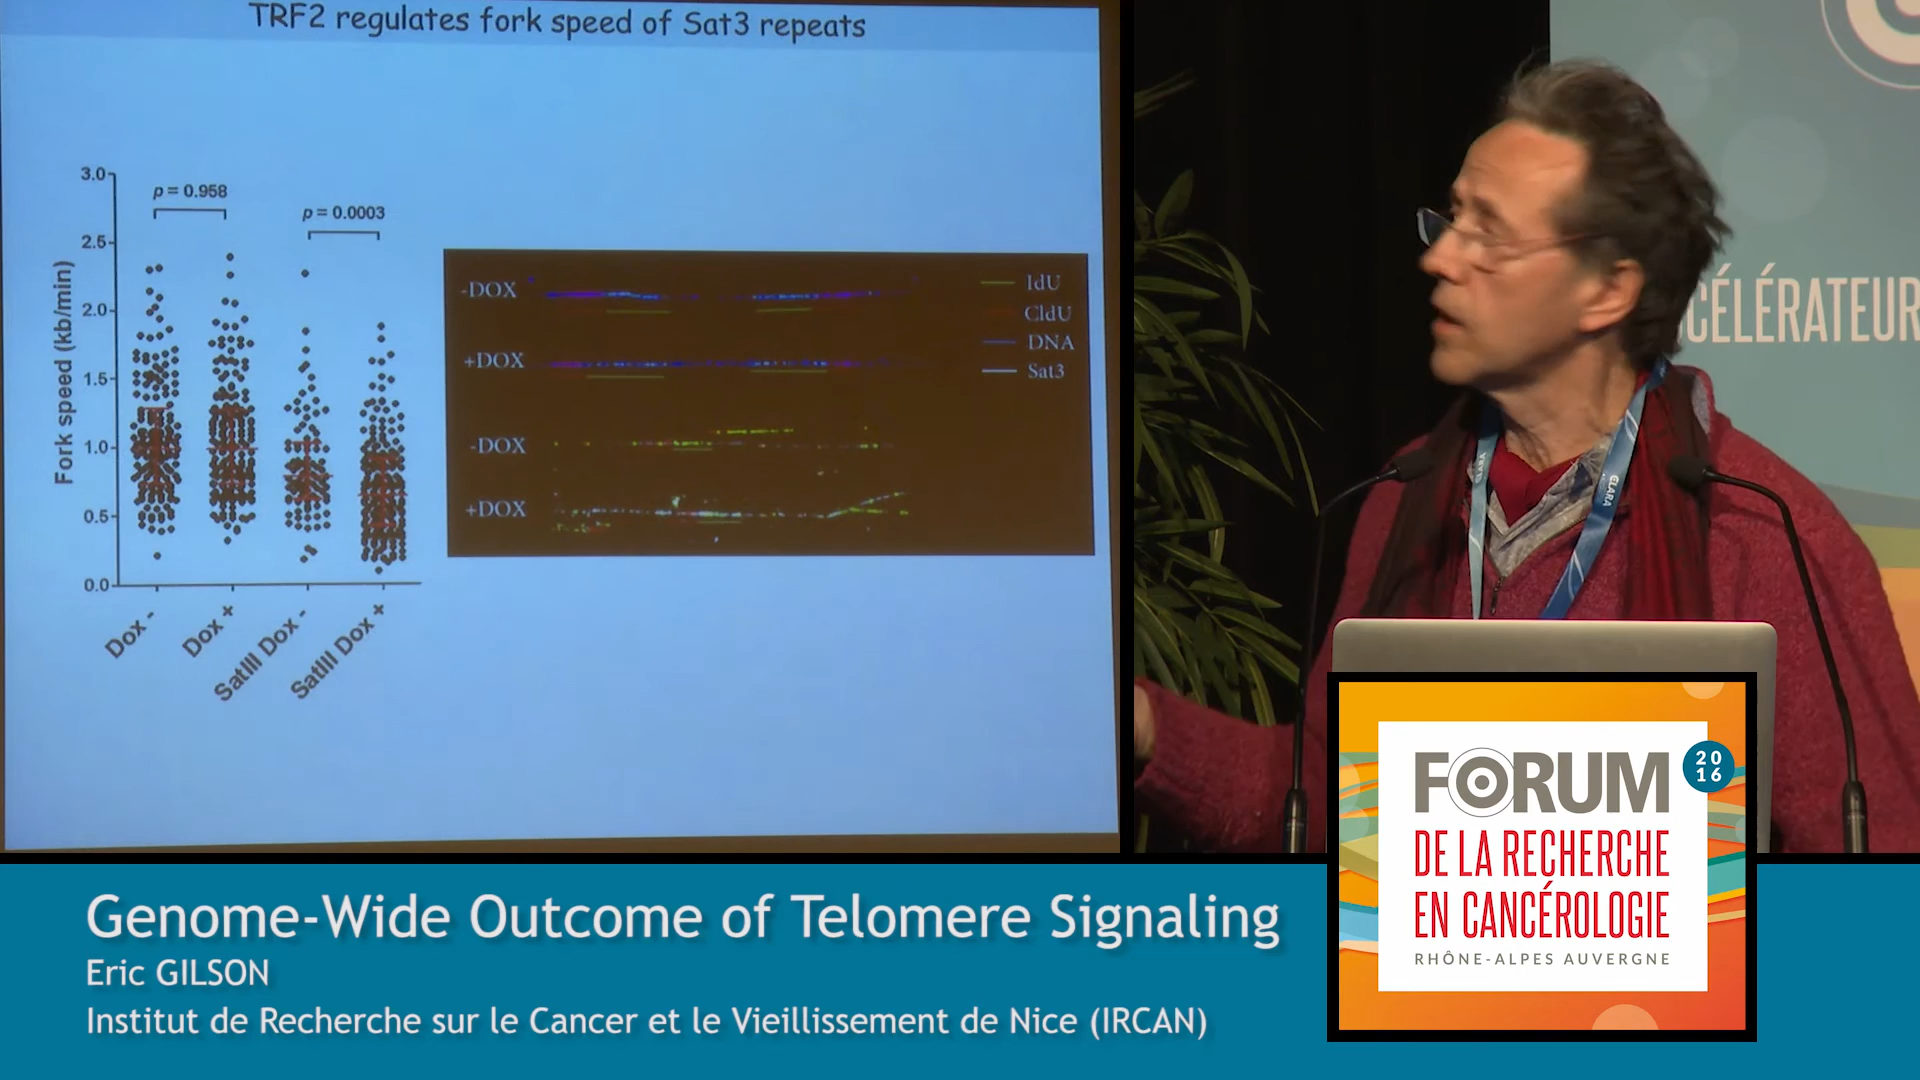 TRF2 regulates fork speed of Sat3 repeats
Fork speed (kb/min)
3.0
2.5
2.0
1.5
1.0
0.5
0.0
p = 0.958
p = 0.0003
Dox -
Dox +
SatIII Dox -
SatIII Dox +
-DOX
+DOX
-DOX
+DOX
IdU
CldU
DNA
Sat3
CÉLÉRATEUR
CLARA
CLARA
FORUM
2016
DE LA RECHERCHE
EN CANCÉROLOGIE
RHÔNE-ALPES AUVERGNE
Genome-Wide Outcome of Telomere Signaling
Eric GILSON
Institut de Recherche sur le Cancer et le Vieillissement de Nice (IRCAN)